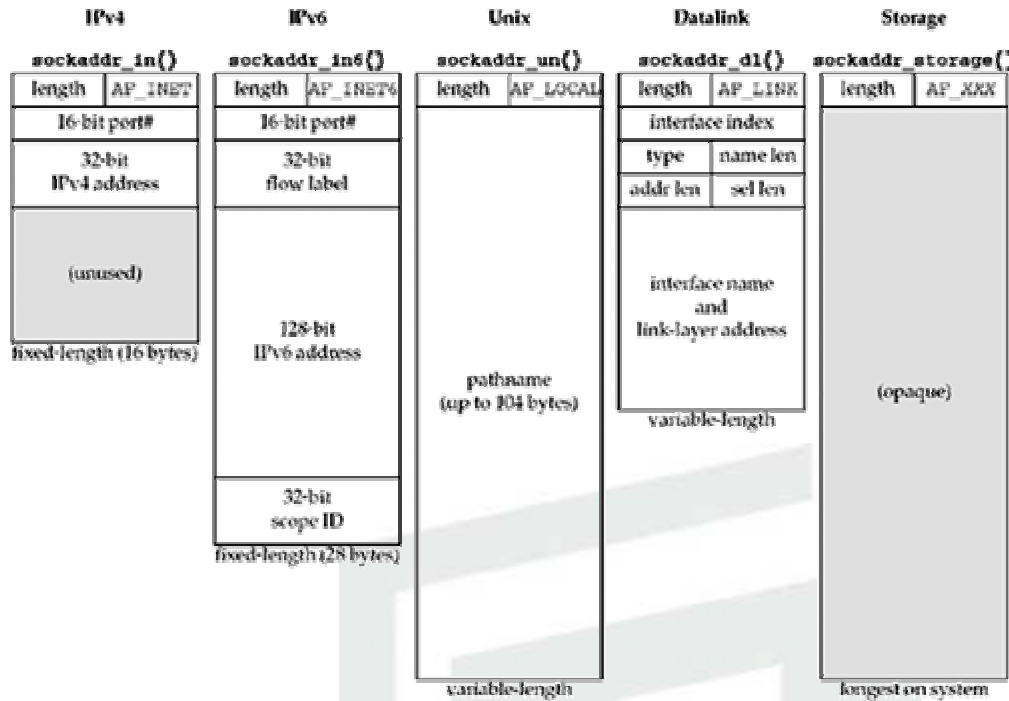 IPv4
sockaddr_in{}
length AF_INET
16-bit port#
32-bit
IPv4 address
(unused)
fixed-length (16 bytes)
IPv6
sockaddr_in6{}
length AF_INET6
16-bit port#
32-bit
flow label
128-bit
IPv6 address
32-bit
scope ID
fixed-length (28 bytes)
Unix
sockaddr_un{}
length AF_LOCAL
pathname
(up to 104 bytes)
variable-length
Datalink
sockaddr_dl{}
length AF_LINK
interface index
type name len
addr len sel len
interface name
and
link-layer address
variable-length
Storage
sockaddr_storage{}
length AF_XXX
(opaque)
longest on system